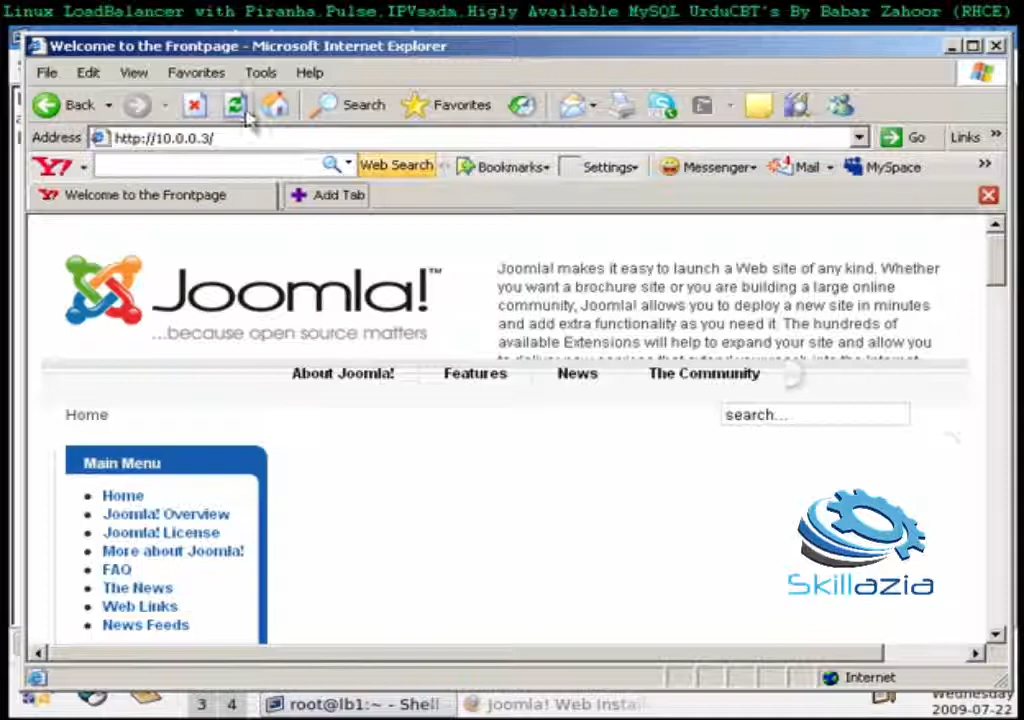 Linux LoadBalancer with Piranha,Pulse,IPVsadm,Higly Available MySQL UrduCBT's By Babar Zahoor (RHCE)
Welcome to the Frontpage - Microsoft Internet Explorer
File Edit View Favorites Tools Help
Back Search Favorites
Address http://10.0.0.3/ Go Links »
Y! Web Search Bookmarks Settings Messenger Mail MySpace »
Y! Welcome to the Frontpage Add Tab
Joomla!™
...because open source matters
Joomla! makes it easy to launch a Web site of any kind. Whether
you want a brochure site or you are building a large online
community, Joomla! allows you to deploy a new site in minutes
and add extra functionality as you need it. The hundreds of
available Extensions will help to expand your site and allow you
About Joomla! Features News The Community
Home search...
Main Menu
Home
Joomla! Overview
Joomla! License
More about Joomla!
FAQ
The News
Web Links
News Feeds
Skillazia
Internet
3 4 root@lb1:~ - Shell Joomla! Web Instal
Wednesday
2009-07-22